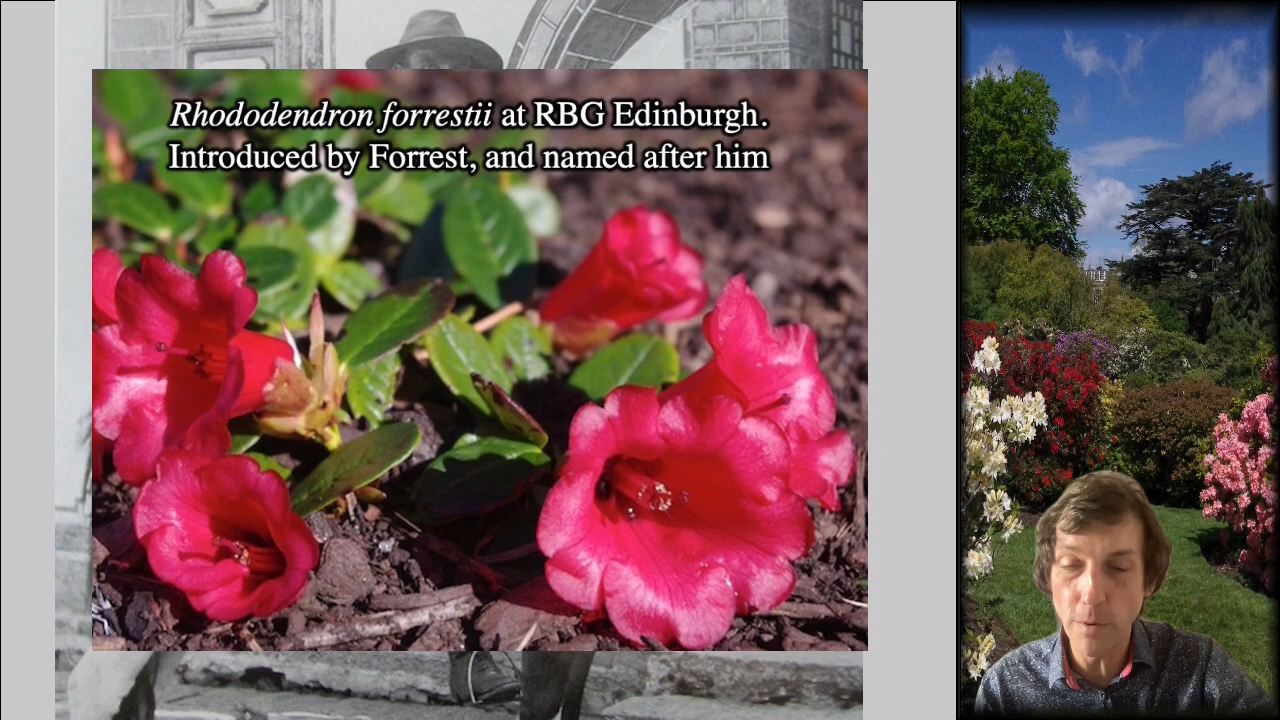 Rhododendron forrestii at RBG Edinburgh.
Introduced by Forrest, and named after him